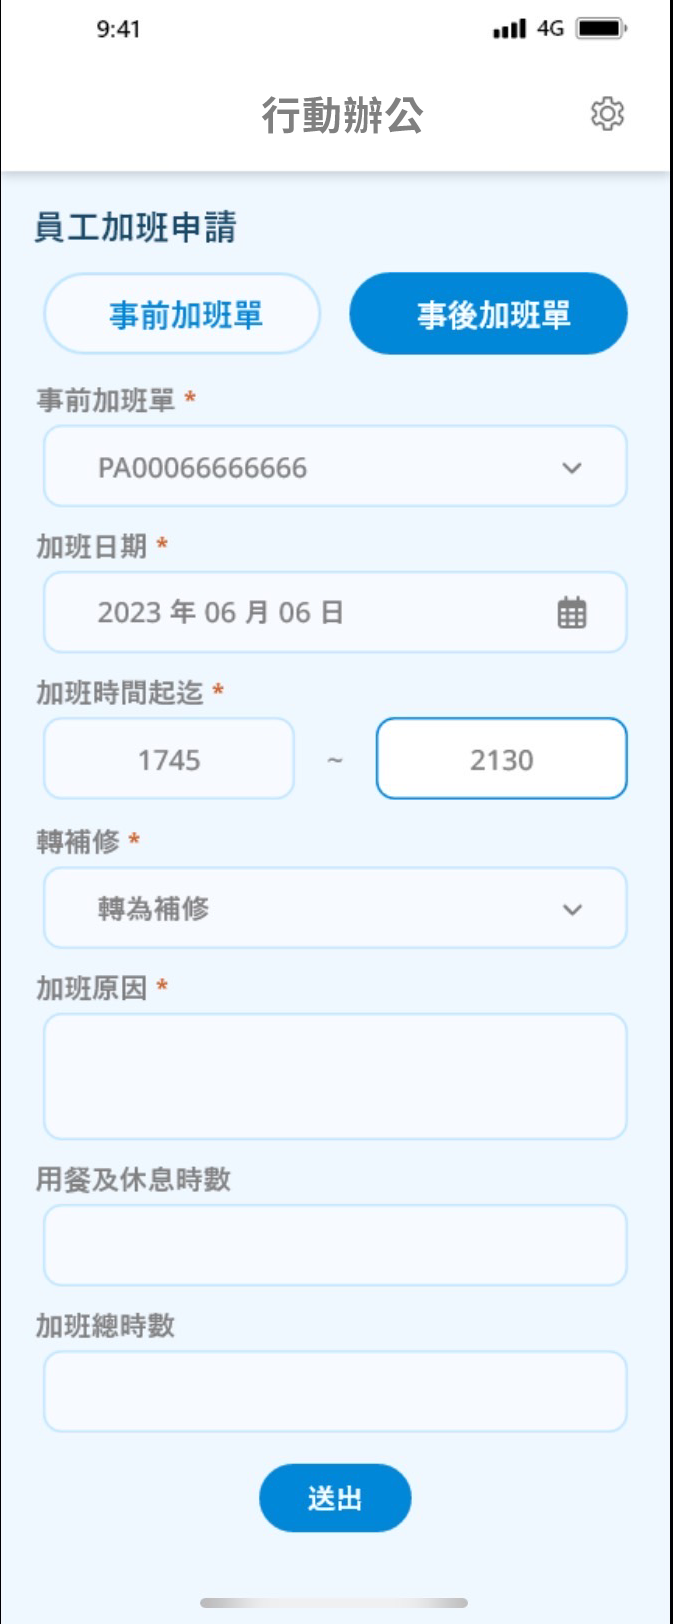 9:41 4G
行動辦公
員工加班申請
事前加班單 事後加班單
事前加班單 *
PA00066666666
加班日期 *
2023 年 06 月 06 日
加班時間起迄 *
1745 ~ 2130
轉補修 *
轉為補修
加班原因 *
用餐及休息時數
加班總時數
送出